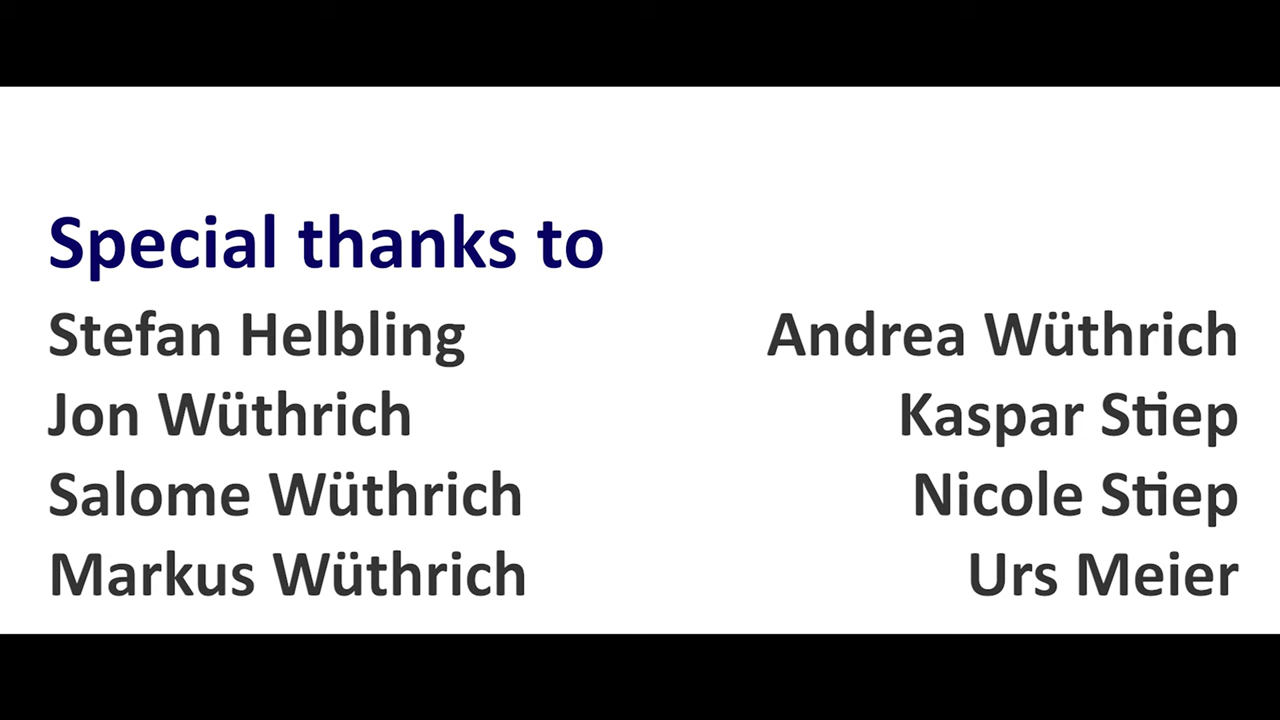 Special thanks to
Stefan Helbling Andrea Wüthrich
Jon Wüthrich Kaspar Stiep
Salome Wüthrich Nicole Stiep
Markus Wüthrich Urs Meier